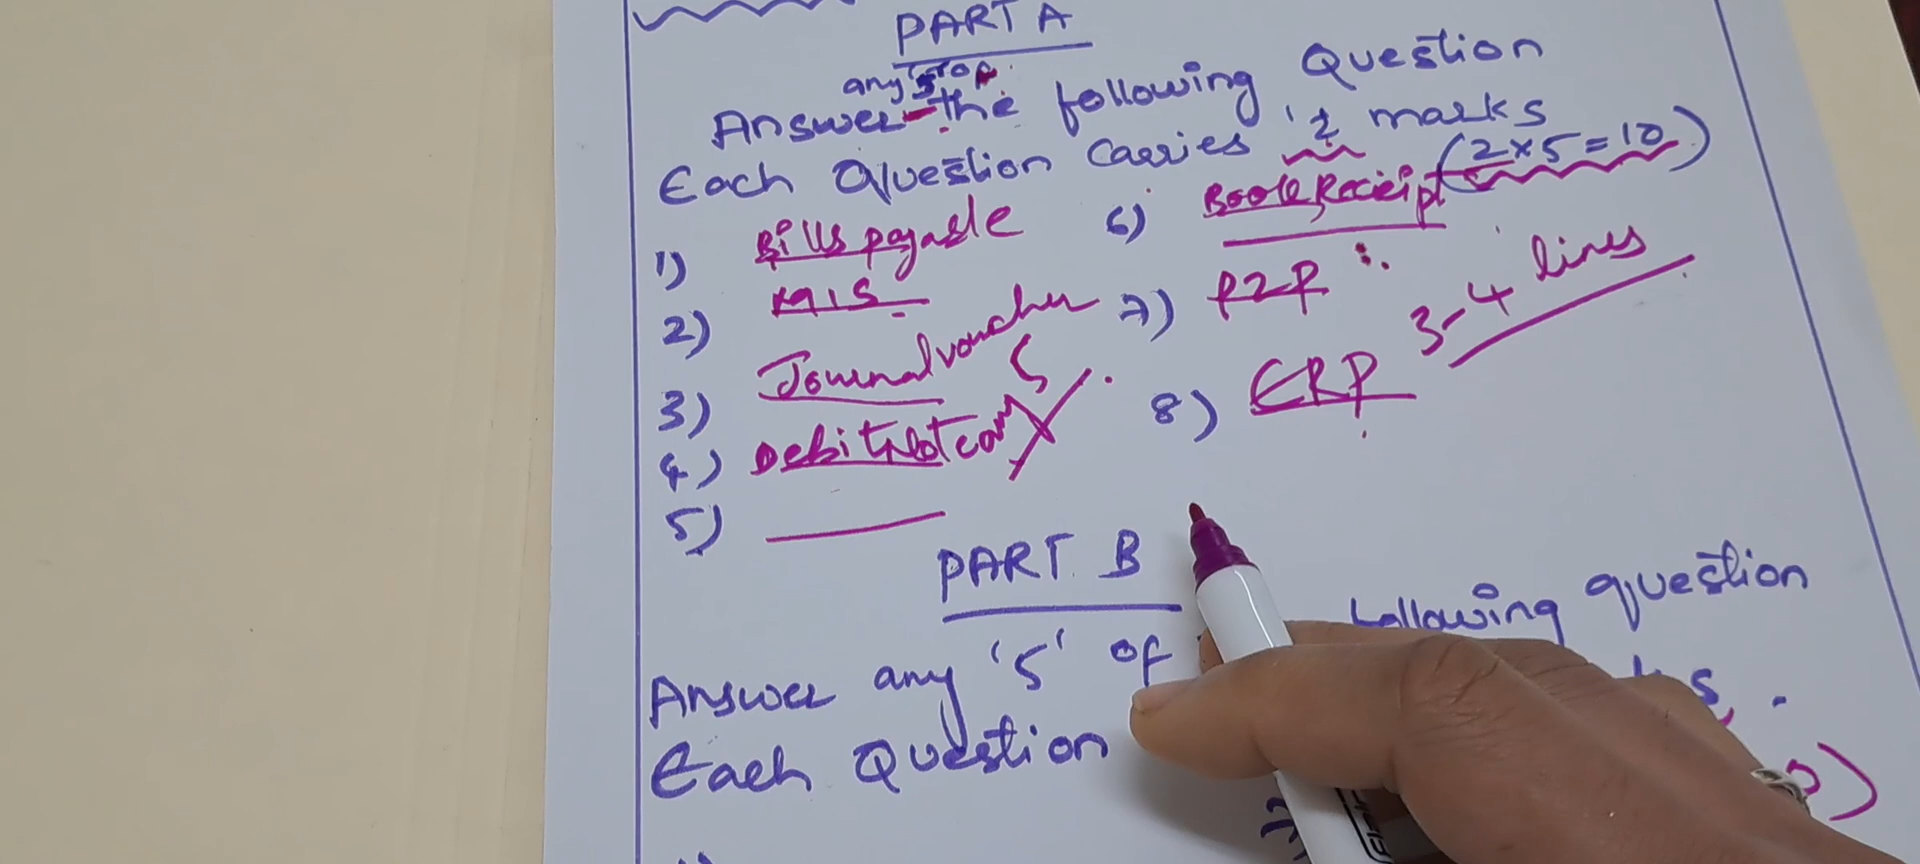 PART A
any 5 of
Answer the following Question
Each Question carries '2 marks
(2×5=10)
1) Bills payable
2) MIS
3) Journal voucher
4) Debit Note
5)
6) Book Receipt
7) P2P
8) ERP
3-4 lines
PART B
Answer any '5' of following question
Each Question